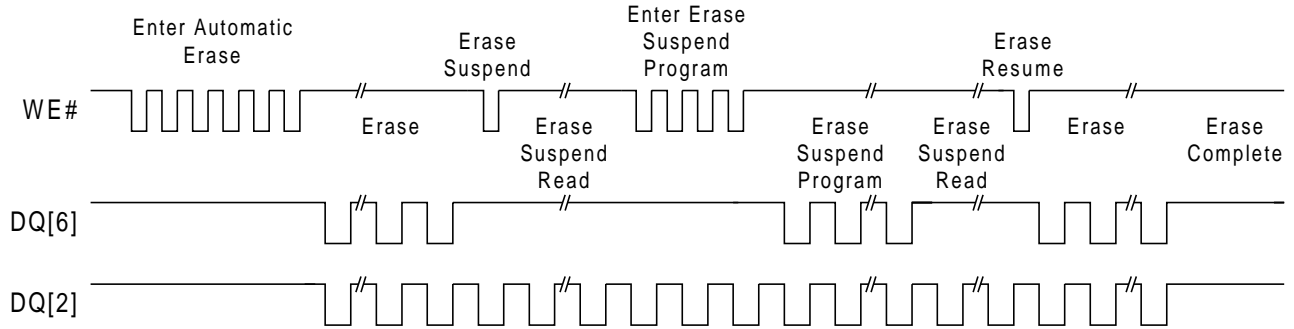 Enter Automatic
Erase
Erase
Suspend
Enter Erase
Suspend
Program
Erase
Resume
WE#
Erase
Erase
Suspend
Read
Erase
Suspend
Program
Erase
Suspend
Read
Erase
Erase
Complete
DQ[6]
DQ[2]